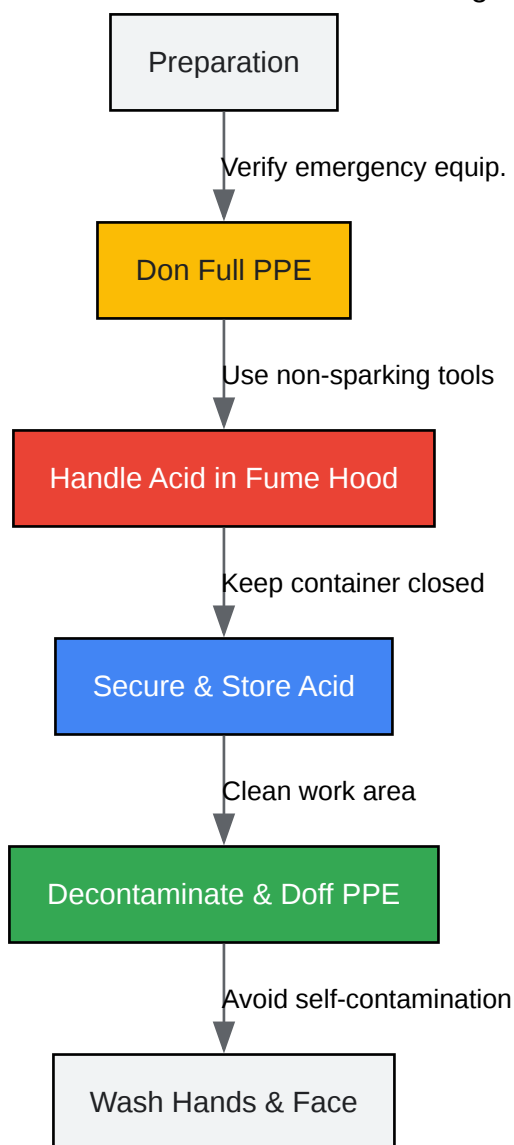 Preparation
Verify emergency equip.
Don Full PPE
Use non-sparking tools
Handle Acid in Fume Hood
Keep container closed
Secure & Store Acid
Clean work area
Decontaminate & Doff PPE
Avoid self-contamination
Wash Hands & Face